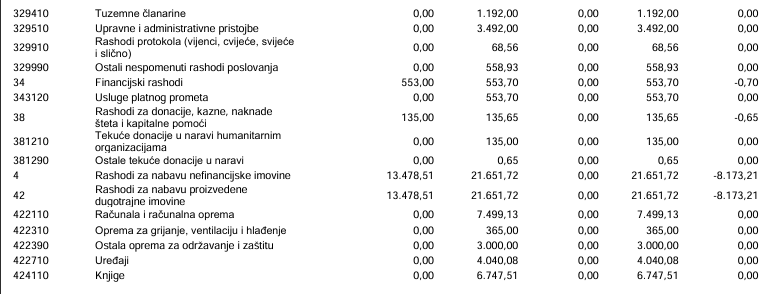 329410 Tuzemne članarine 0,00 1.192,00 0,00 1.192,00 0,00
329510 Upravne i administrativne pristojbe 0,00 3.492,00 0,00 3.492,00 0,00
329910 Rashodi protokola (vijenci, cvijeće, svijeće
i slično) 0,00 68,56 0,00 68,56 0,00
329990 Ostali nespomenuti rashodi poslovanja 0,00 558,93 0,00 558,93 0,00
34 Financijski rashodi 553,00 553,70 0,00 553,70 -0,70
343120 Usluge platnog prometa 0,00 553,70 0,00 553,70 0,00
38 Rashodi za donacije, kazne, naknade
šteta i kapitalne pomoći 135,00 135,65 0,00 135,65 -0,65
381210 Tekuće donacije u naravi humanitarnim
organizacijama 0,00 135,00 0,00 135,00 0,00
381290 Ostale tekuće donacije u naravi 0,00 0,65 0,00 0,65 0,00
4 Rashodi za nabavu nefinancijske imovine 13.478,51 21.651,72 0,00 21.651,72 -8.173,21
42 Rashodi za nabavu proizvedene
dugotrajne imovine 13.478,51 21.651,72 0,00 21.651,72 -8.173,21
422110 Računala i računalna oprema 0,00 7.499,13 0,00 7.499,13 0,00
422310 Oprema za grijanje, ventilaciju i hlađenje 0,00 365,00 0,00 365,00 0,00
422390 Ostala oprema za održavanje i zaštitu 0,00 3.000,00 0,00 3.000,00 0,00
422710 Uređaji 0,00 4.040,08 0,00 4.040,08 0,00
424110 Knjige 0,00 6.747,51 0,00 6.747,51 0,00